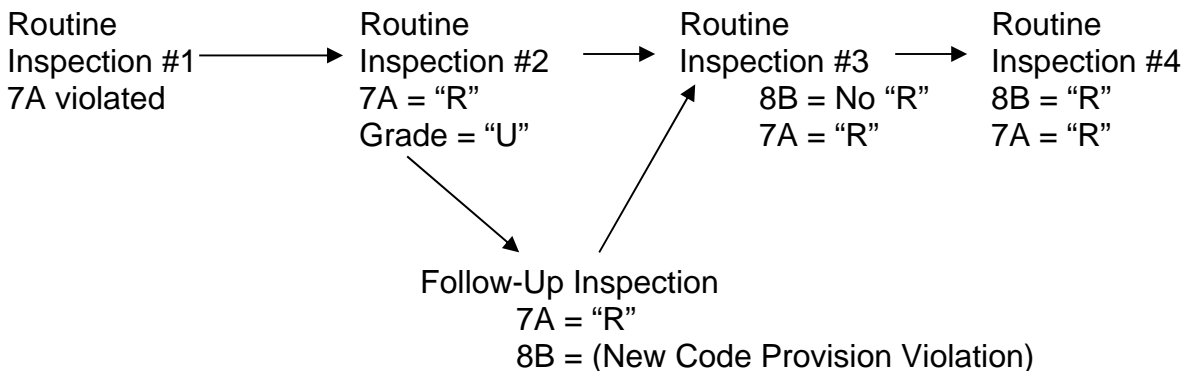 Routine
Inspection #1
7A violated
Routine
Inspection #2
7A = “R”
Grade = “U”
Routine
Inspection #3
8B = No “R”
7A = “R”
Routine
Inspection #4
8B = “R”
7A = “R”
Follow-Up Inspection
7A = “R”
8B = (New Code Provision Violation)